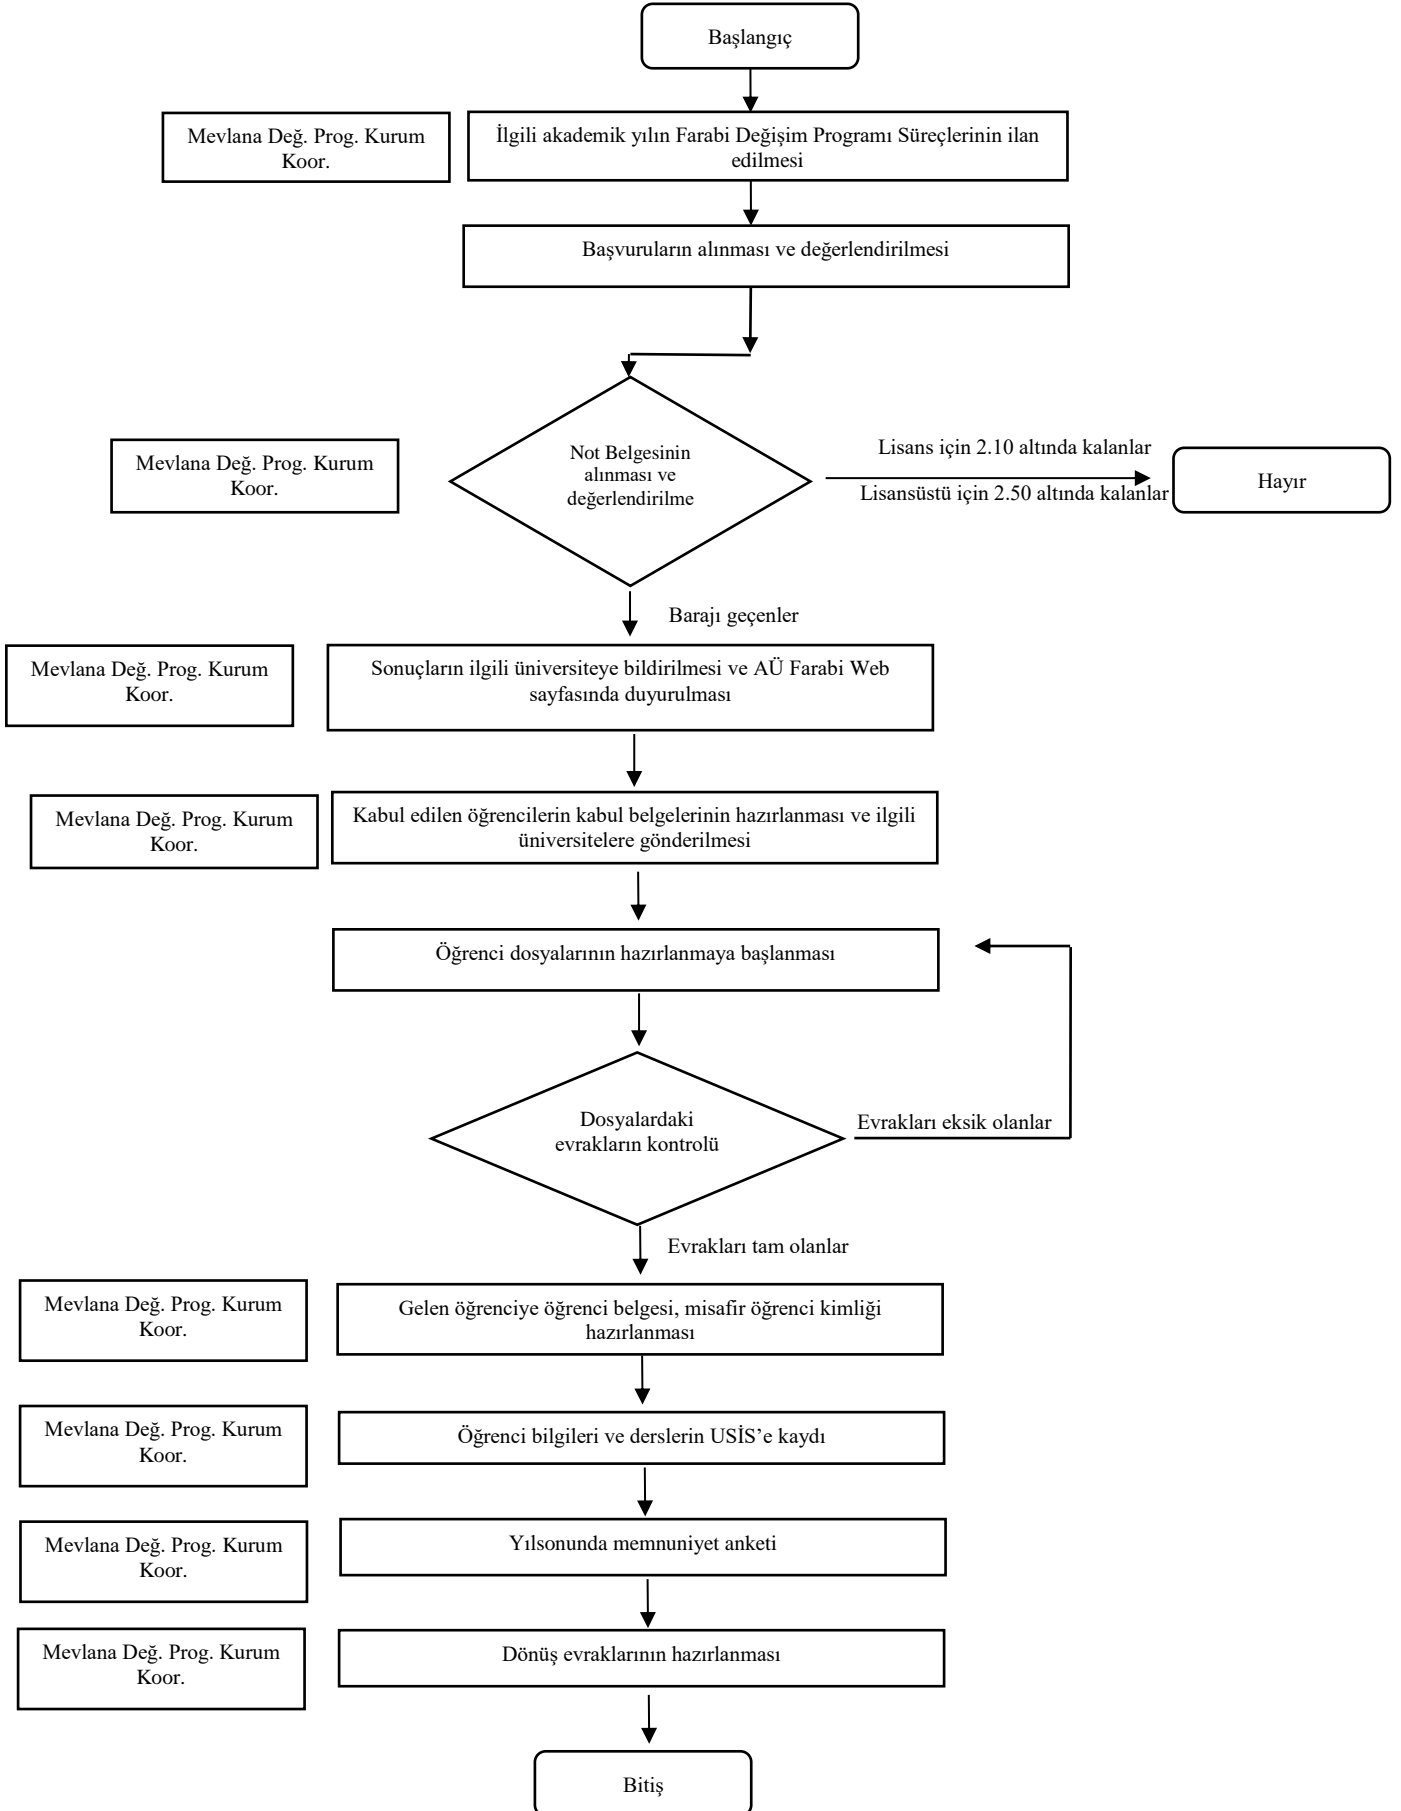 Başlangıç
Mevlana Değ. Prog. Kurum
Koor.
İlgili akademik yılın Farabi Değişim Programı Süreçlerinin ilan
edilmesi
Başvuruların alınması ve değerlendirilmesi
Mevlana Değ. Prog. Kurum
Koor.
Not Belgesinin
alınması ve
değerlendirilme
Lisans için 2.10 altında kalanlar
Lisansüstü için 2.50 altında kalanlar
Hayır
Barajı geçenler
Mevlana Değ. Prog. Kurum
Koor.
Sonuçların ilgili üniversiteye bildirilmesi ve AÜ Farabi Web
sayfasında duyurulması
Mevlana Değ. Prog. Kurum
Koor.
Kabul edilen öğrencilerin kabul belgelerinin hazırlanması ve ilgili
üniversitelere gönderilmesi
Öğrenci dosyalarının hazırlanmaya başlanması
Dosyalardaki
evrakların kontrolü
Evrakları eksik olanlar
Evrakları tam olanlar
Mevlana Değ. Prog. Kurum
Koor.
Gelen öğrenciye öğrenci belgesi, misafir öğrenci kimliği
hazırlanması
Mevlana Değ. Prog. Kurum
Koor.
Öğrenci bilgileri ve derslerin USİS’e kaydı
Mevlana Değ. Prog. Kurum
Koor.
Yılsonunda memnuniyet anketi
Mevlana Değ. Prog. Kurum
Koor.
Dönüş evraklarının hazırlanması
Bitiş